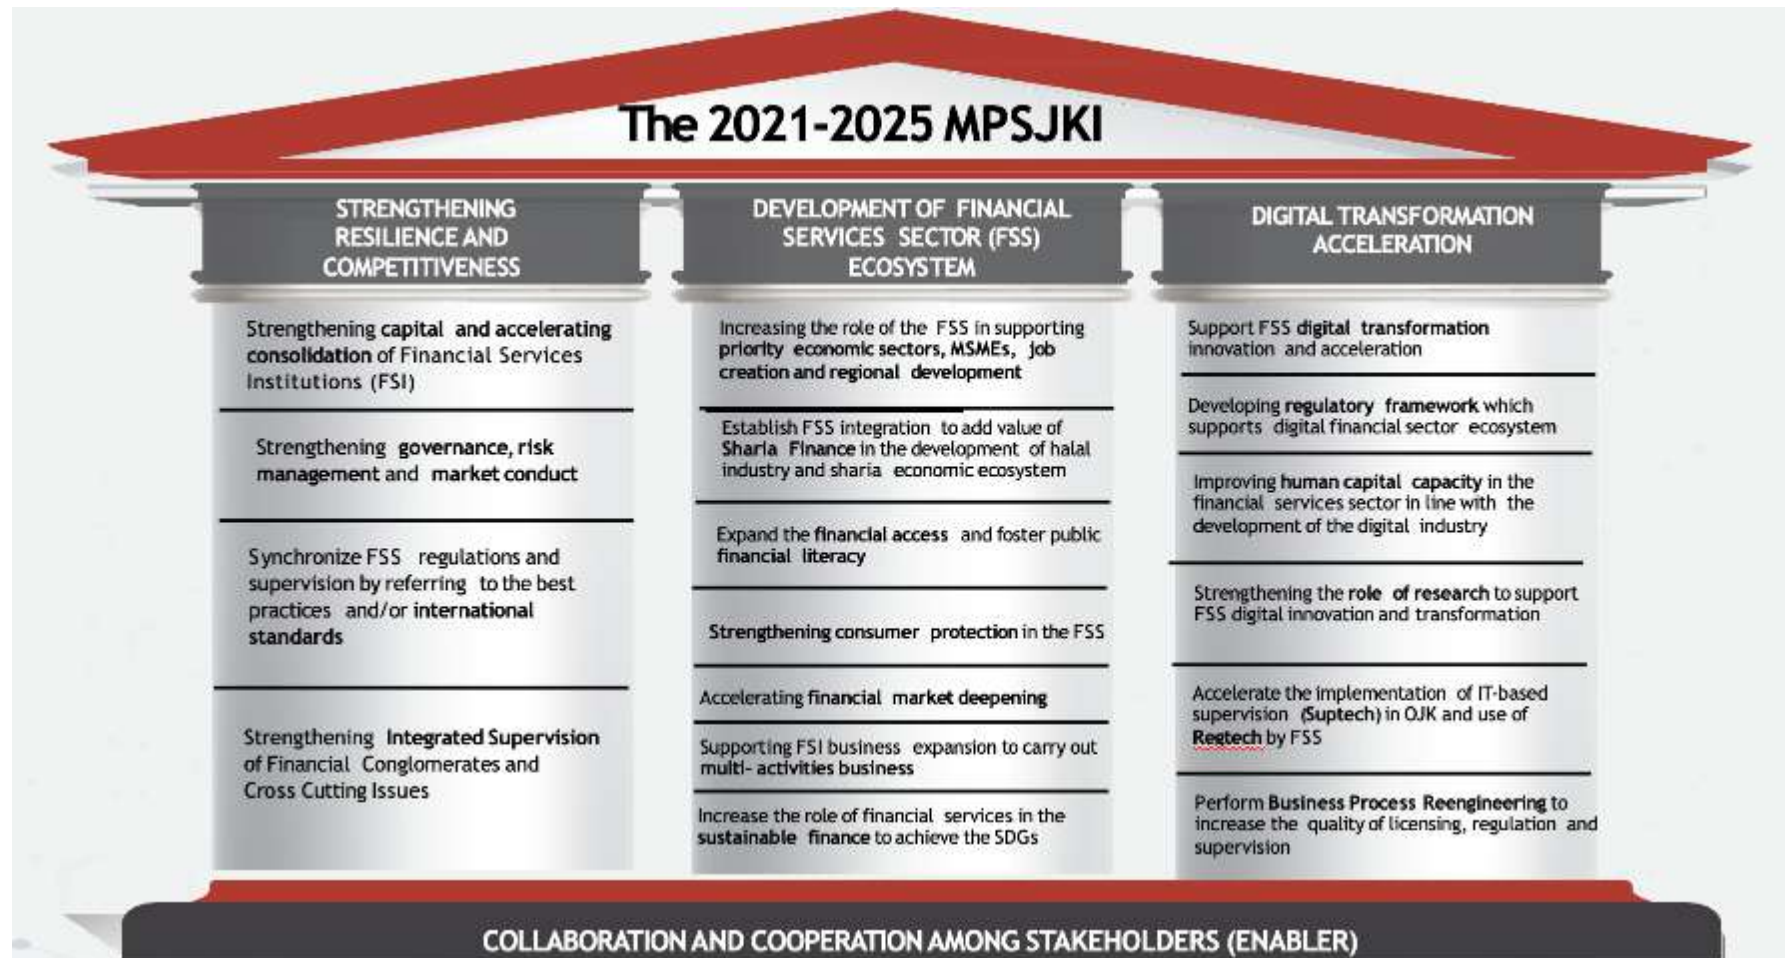 The 2021-2025 MPSJKI
STRENGTHENING
RESILIENCE AND
COMPETITIVENESS
Strengthening capital and accelerating
consolidation of Financial Services
Institutions (FSI)
Strengthening governance, risk
management and market conduct
Synchronize FSS regulations and
supervision by referring to the best
practices and/or international
standards
Strengthening Integrated Supervision
of Financial Conglomerates and
Cross Cutting Issues
DEVELOPMENT OF FINANCIAL
SERVICES SECTOR (FSS)
ECOSYSTEM
Increasing the role of the FSS in supporting
priority economic sectors, MSMEs, job
creation and regional development
Establish FSS integration to add value of
Sharia Finance in the development of halal
industry and sharia economic ecosystem
Expand the financial access and foster public
financial literacy
Strengthening consumer protection in the FSS
Accelerating financial market deepening
Supporting FSI business expansion to carry out
multi- activities business
Increase the role of financial services in the
sustainable finance to achieve the SDGs
DIGITAL TRANSFORMATION
ACCELERATION
Support FSS digital transformation
innovation and acceleration
Developing regulatory framework which
supports digital financial sector ecosystem
Improving human capital capacity in the
financial services sector in line with the
development of the digital industry
Strengthening the role of research to support
FSS digital innovation and transformation
Accelerate the implementation of IT-based
supervision (Suptech) in OJK and use of
Regtech by FSS
Perform Business Process Reengineering to
increase the quality of licensing, regulation and
supervision
COLLABORATION AND COOPERATION AMONG STAKEHOLDERS (ENABLER)